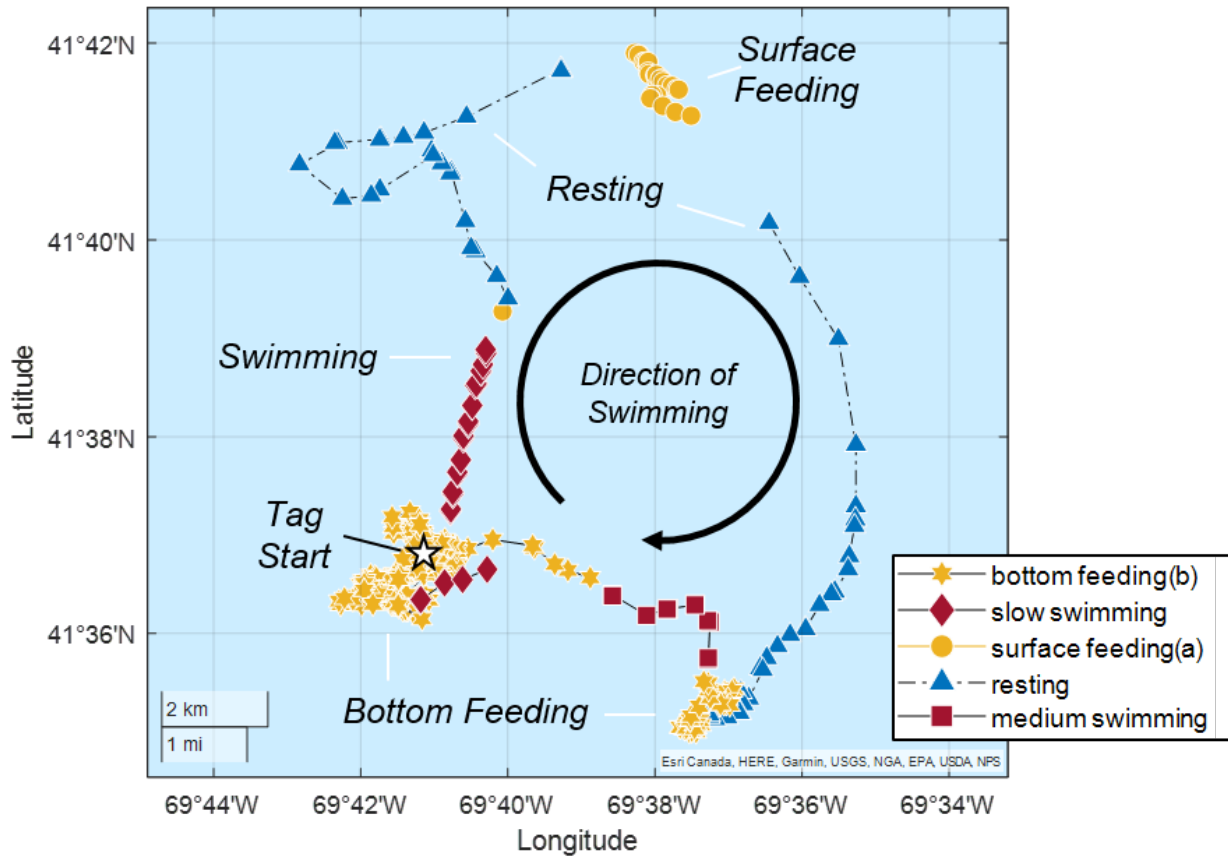 41°42'N
41°40'N
41°38'N
41°36'N
Latitude
Surface
Feeding
Resting
Swimming
Direction of
Swimming
Tag
Start
Bottom Feeding
2 km
1 mi
Esri Canada, HERE, Garmin, USGS, NGA, EPA, USDA, NPS
69°44'W
69°42'W
69°40'W
69°38'W
69°36'W
69°34'W
Longitude
bottom feeding(b)
slow swimming
surface feeding(a)
resting
medium swimming